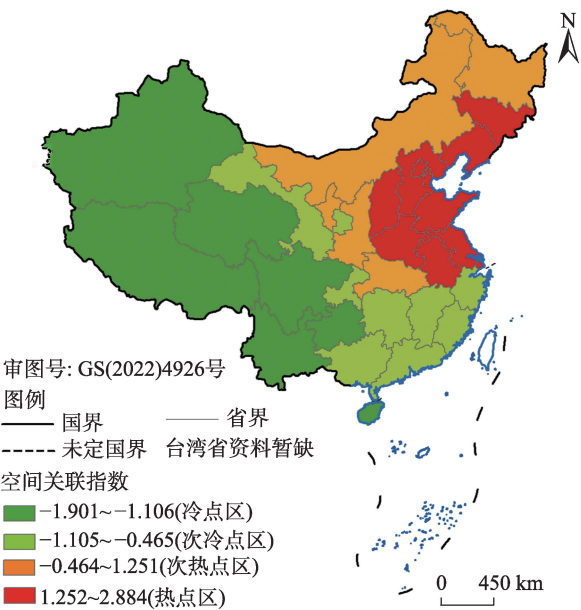 N
审图号: GS(2022)4926号
图例
国界 省界
未定国界 台湾省资料暂缺
空间关联指数
−1.901~−1.106(冷点区)
−1.105~−0.465(次冷点区)
−0.464~1.251(次热点区)
1.252~2.884(热点区)
0 450 km